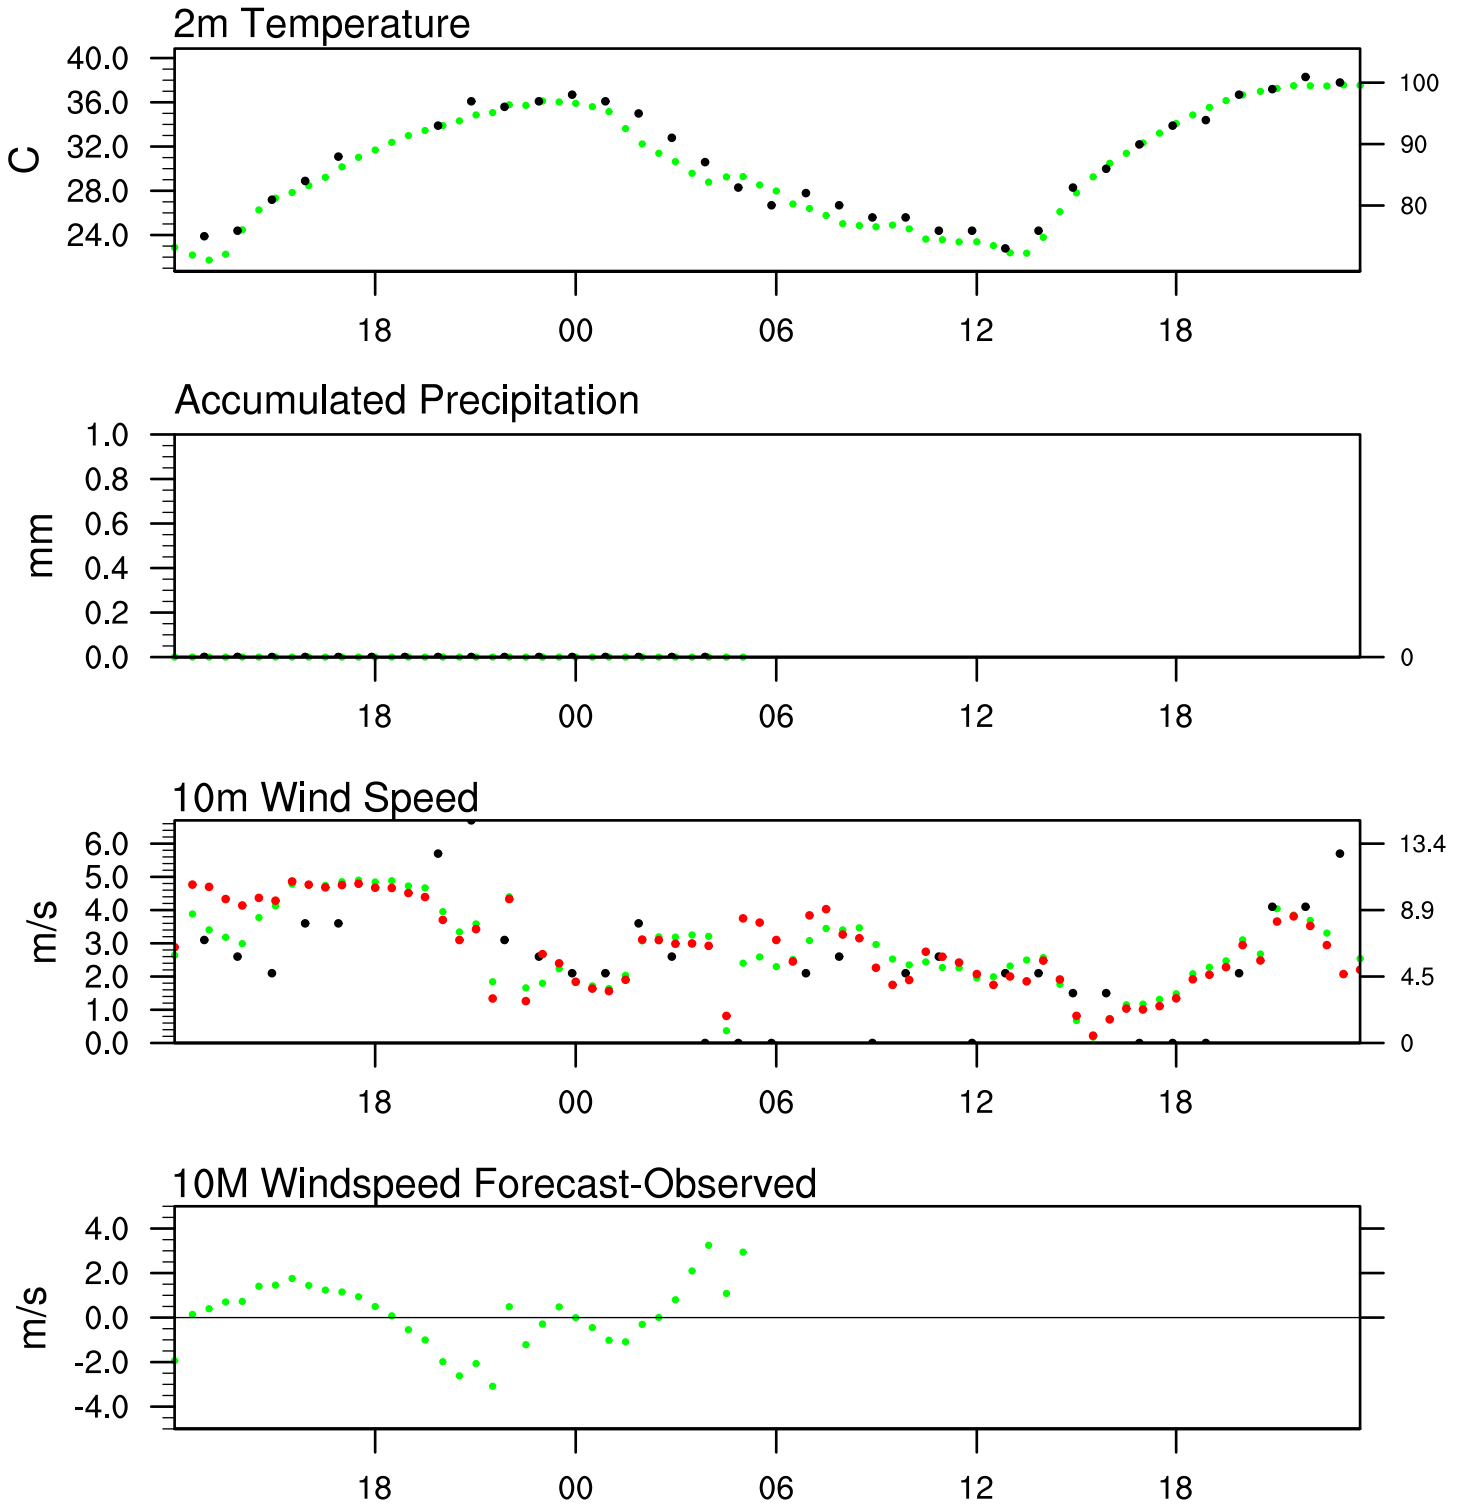 2m Temperature
40.0
36.0
32.0
28.0
24.0
C
100
90
80
18 00 06 12 18
Accumulated Precipitation
1.0
0.8
0.6
0.4
0.2
0.0
mm
0
18 00 06 12 18
10m Wind Speed
6.0
5.0
4.0
3.0
2.0
1.0
0.0
m/s
13.4
8.9
4.5
0
18 00 06 12 18
10M Windspeed Forecast-Observed
4.0
2.0
0.0
-2.0
-4.0
m/s
18 00 06 12 18